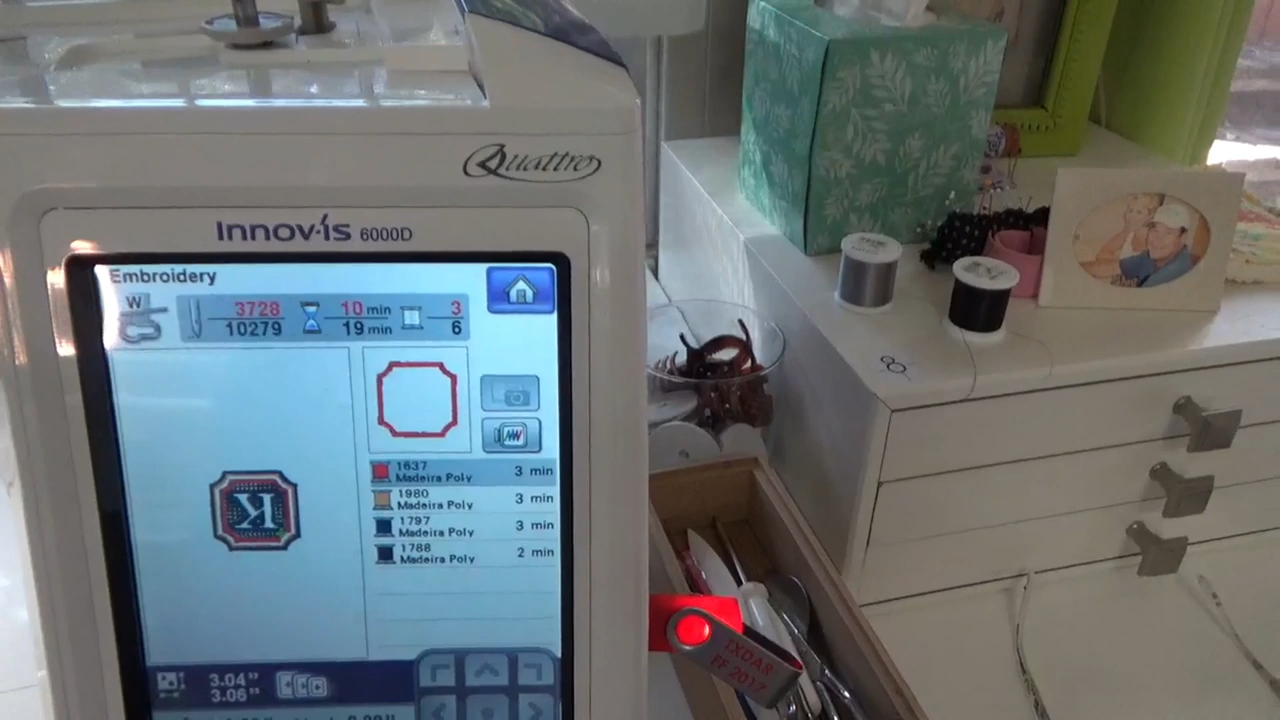 Quattro
INNOV-IS 6000D
Embroidery
W
3728 10 min 3
10279 19 min 6
K
1637 3 min
Madeira Poly
1980 3 min
Madeira Poly
1797 3 min
Madeira Poly
1788 2 min
Madeira Poly
3.04"
3.06"
IXDAR
FF 2017
8